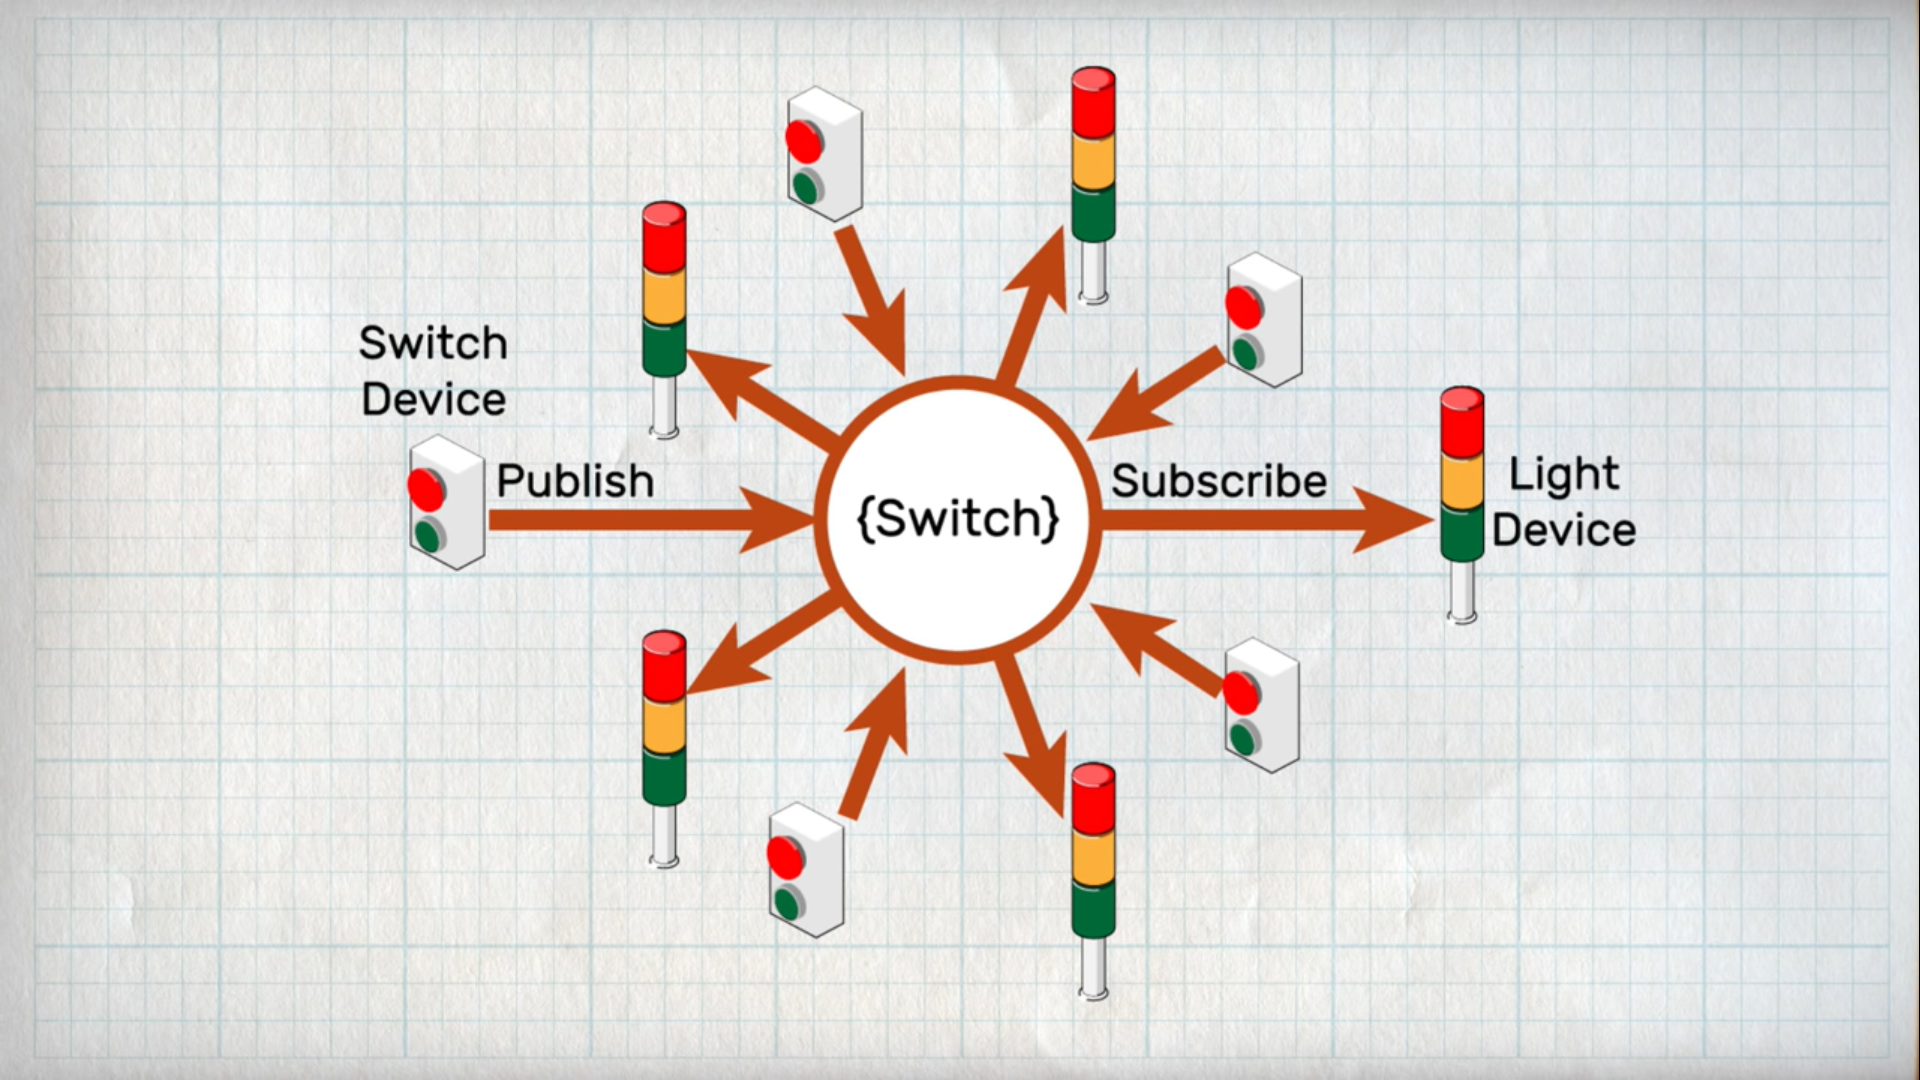 Switch
Device
Publish
{Switch}
Subscribe
Light
Device